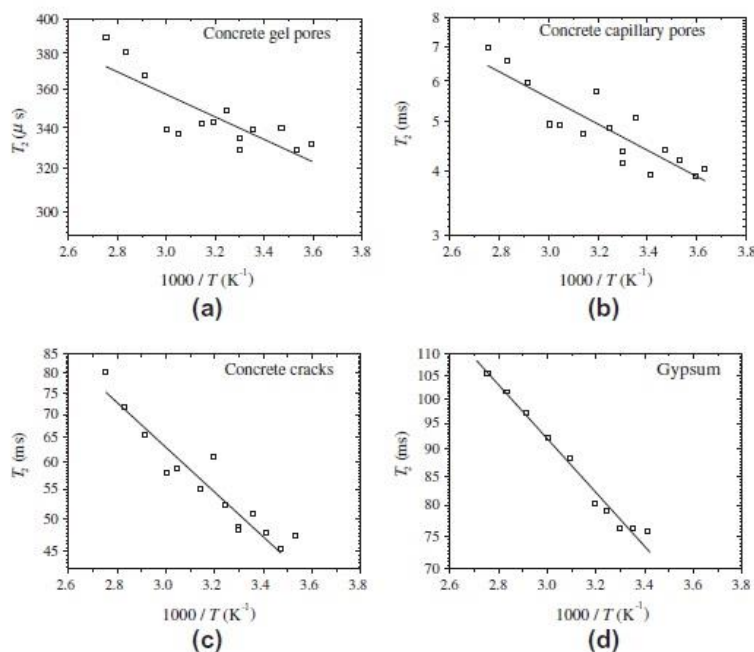 Concrete gel pores
400
380
360
340
320
300
T₂ (μ s)
2.6 2.8 3.0 3.2 3.4 3.6 3.8
1000 / T (K⁻¹)
(a)
Concrete capillary pores
8
7
6
5
4
3
T₂ (ms)
2.6 2.8 3.0 3.2 3.4 3.6 3.8
1000 / T (K⁻¹)
(b)
Concrete cracks
85
80
75
70
65
60
55
50
45
T₂ (ms)
2.6 2.8 3.0 3.2 3.4 3.6 3.8
1000 / T (K⁻¹)
(c)
Gypsum
110
105
100
90
80
75
70
T₂ (ms)
2.6 2.8 3.0 3.2 3.4 3.6 3.8
1000 / T (K⁻¹)
(d)